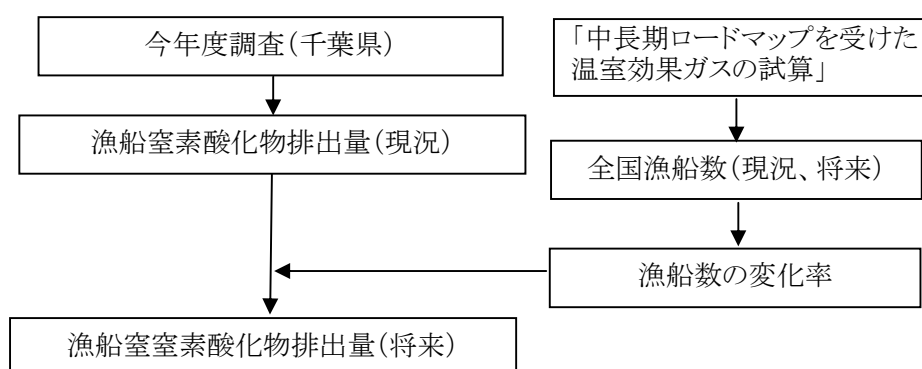 今年度調査(千葉県)
「中長期ロードマップを受けた
温室効果ガスの試算」
漁船窒素酸化物排出量(現況)
全国漁船数(現況、将来)
漁船数の変化率
漁船窒窒素酸化物排出量(将来)